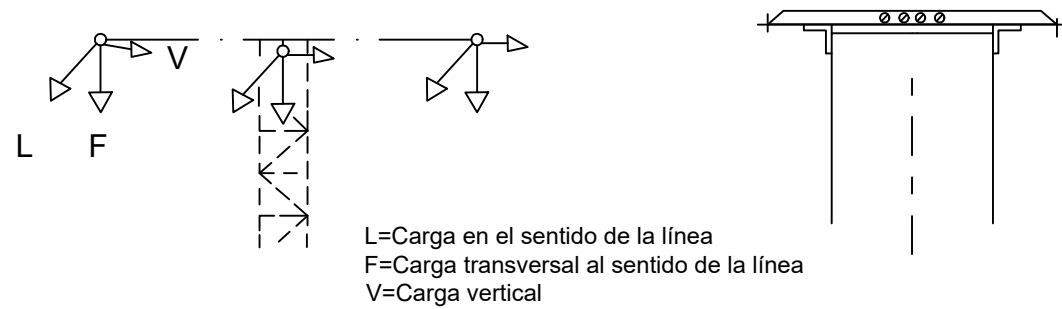 V
L F
L=Carga en el sentido de la línea
F=Carga transversal al sentido de la línea
V=Carga vertical